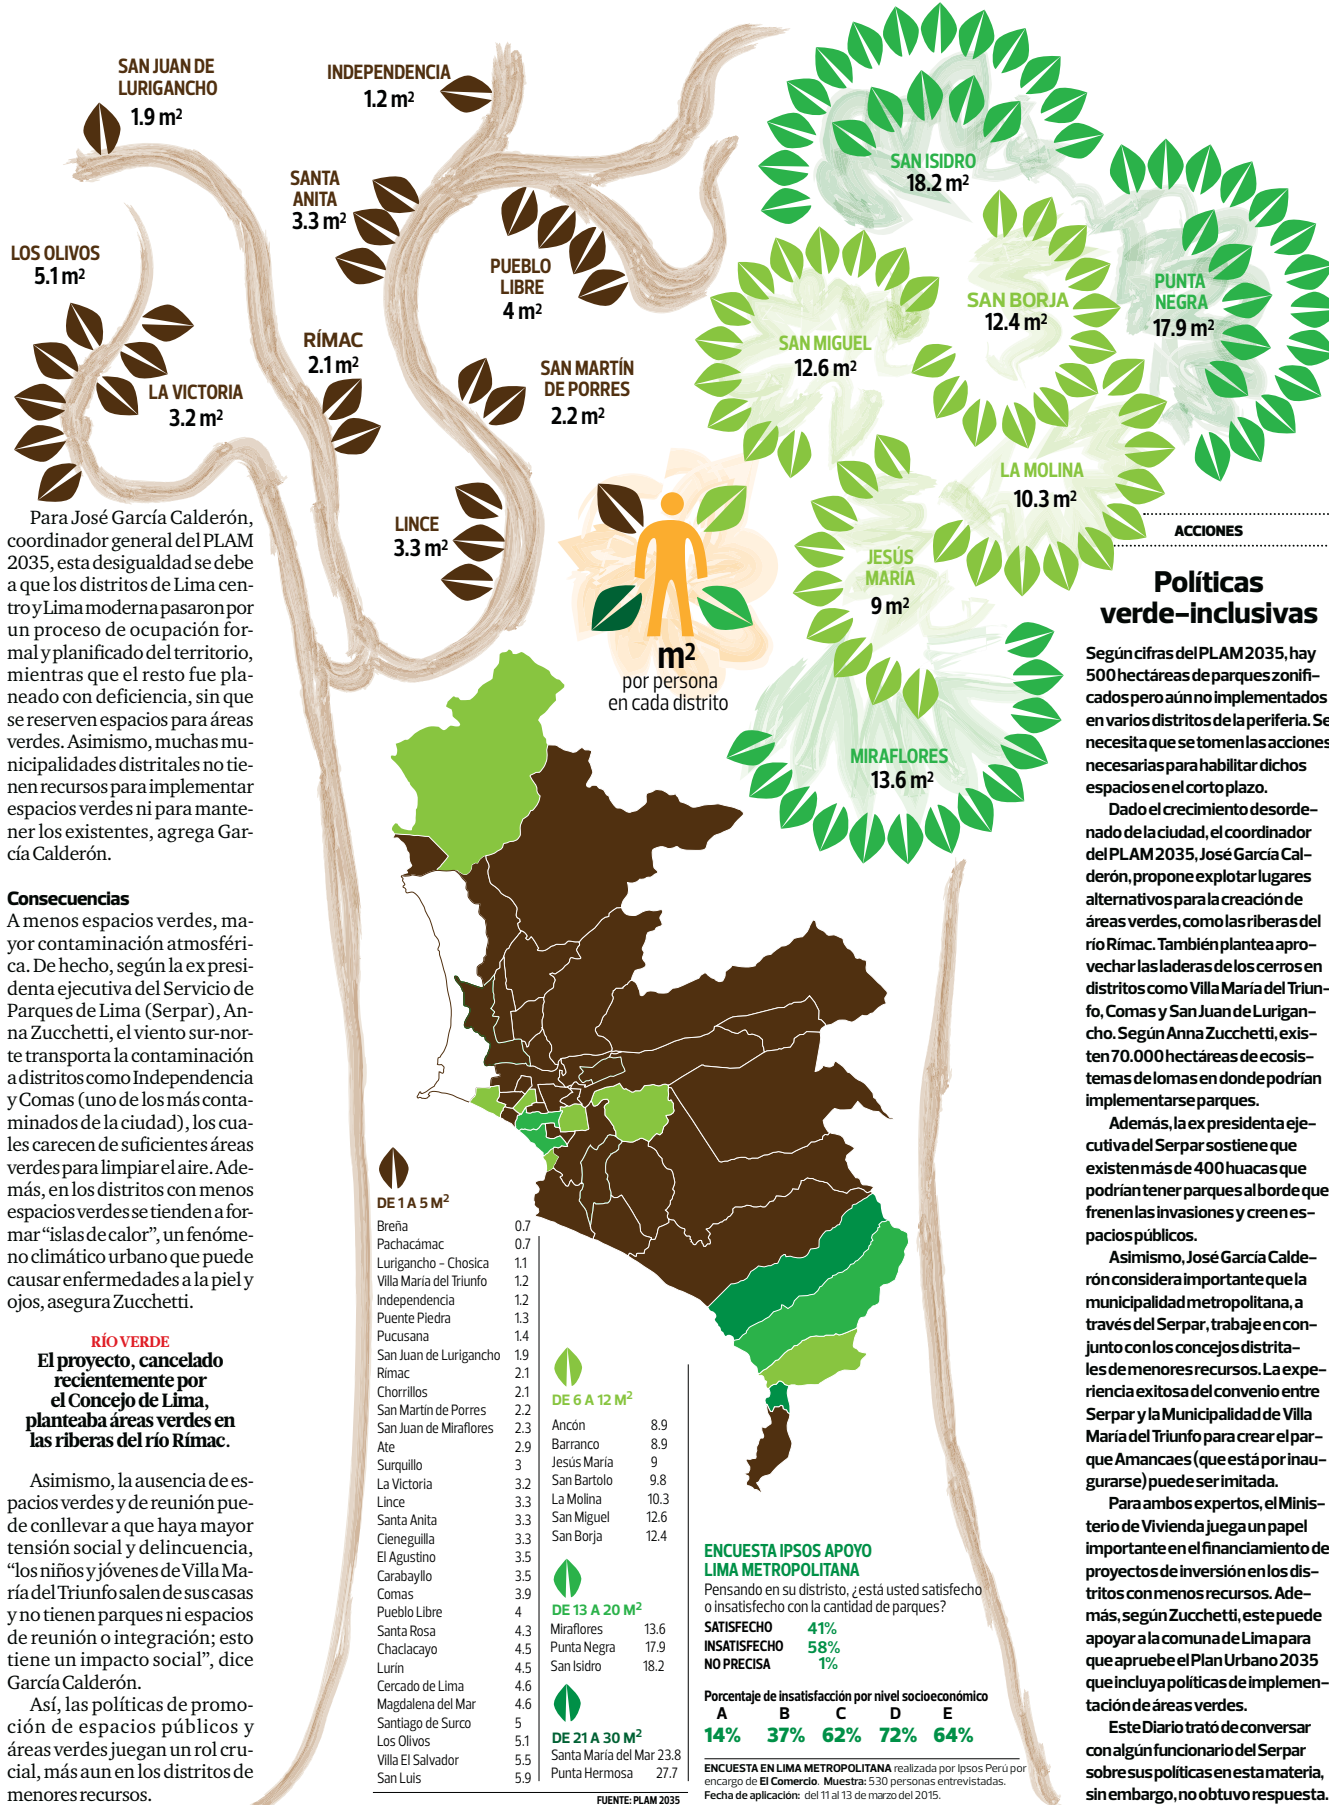 SAN JUAN DE
LURIGANCHO
1.9 m²
INDEPENDENCIA
1.2 m²
SANTA
ANITA
3.3 m²
LOS OLIVOS
5.1 m²
PUEBLO
LIBRE
4 m²
RÍMAC
2.1 m²
LA VICTORIA
3.2 m²
SAN MARTÍN
DE PORRES
2.2 m²
LINCE
3.3 m²
SAN ISIDRO
18.2 m²
PUNTA
NEGRA
17.9 m²
SAN BORJA
12.4 m²
SAN MIGUEL
12.6 m²
LA MOLINA
10.3 m²
JESÚS
MARÍA
9 m²
MIRAFLORES
13.6 m²
m²
por persona
en cada distrito
Para José García Calderón,
coordinador general del PLAM
2035, esta desigualdad se debe
a que los distritos de Lima cen-
tro y Lima moderna pasaron por
un proceso de ocupación for-
mal y planificado del territorio,
mientras que el resto fue pla-
neado con deficiencia, sin que
se reserven espacios para áreas
verdes. Asimismo, muchas mu-
nicipalidades distritales no tie-
nen recursos para implementar
espacios verdes ni para mante-
ner los existentes, agrega Gar-
cía Calderón.
Consecuencias
A menos espacios verdes, ma-
yor contaminación atmosféri-
ca. De hecho, según la ex presi-
denta ejecutiva del Servicio de
Parques de Lima (Serpar), An-
na Zucchetti, el viento sur-nor-
te transporta la contaminación
a distritos como Independencia
y Comas (uno de los más conta-
minados de la ciudad), los cua-
les carecen de suficientes áreas
verdes para limpiar el aire. Ade-
más, en los distritos con menos
espacios verdes se tienden a for-
mar “islas de calor”, un fenóme-
no climático urbano que puede
causar enfermedades a la piel y
ojos, asegura Zucchetti.
RÍO VERDE
El proyecto, cancelado
recientemente por
el Concejo de Lima,
planteaba áreas verdes en
las riberas del río Rímac.
Asimismo, la ausencia de es-
pacios verdes y de reunión pue-
de conllevar a que haya mayor
tensión social y delincuencia,
“los niños y jóvenes de Villa Ma-
ría del Triunfo salen de sus casas
y no tienen parques ni espacios
de reunión o integración; esto
tiene un impacto social”, dice
García Calderón.
Así, las políticas de promo-
ción de espacios públicos y
áreas verdes juegan un rol cru-
cial, más aun en los distritos de
menores recursos.
DE 1 A 5 M²
Breña 0.7
Pachacámac 0.7
Lurigancho - Chosica 1.1
Villa María del Triunfo 1.2
Independencia 1.2
Puente Piedra 1.3
Pucusana 1.4
San Juan de Lurigancho 1.9
Rímac 2.1
Chorrillos 2.1
San Martín de Porres 2.2
San Juan de Miraflores 2.3
Ate 2.9
Surquillo 3
La Victoria 3.2
Lince 3.3
Santa Anita 3.3
Cieneguilla 3.3
El Agustino 3.5
Carabayllo 3.5
Comas 3.9
Pueblo Libre 4
Santa Rosa 4.3
Chaclacayo 4.5
Lurín 4.5
Cercado de Lima 4.6
Magdalena del Mar 4.6
Santiago de Surco 5
Los Olivos 5.1
Villa El Salvador 5.5
San Luis 5.9
DE 6 A 12 M²
Ancón 8.9
Barranco 8.9
Jesús María 9
San Bartolo 9.8
La Molina 10.3
San Miguel 12.6
San Borja 12.4
DE 13 A 20 M²
Miraflores 13.6
Punta Negra 17.9
San Isidro 18.2
DE 21 A 30 M²
Santa María del Mar 23.8
Punta Hermosa 27.7
FUENTE: PLAM 2035
ENCUESTA IPSOS APOYO
LIMA METROPOLITANA
Pensando en su distristo, ¿está usted satisfecho
o insatisfecho con la cantidad de parques?
SATISFECHO 41%
INSATISFECHO 58%
NO PRECISA 1%
Porcentaje de insatisfacción por nivel socioeconómico
A B C D E
14% 37% 62% 72% 64%
ENCUESTA EN LIMA METROPOLITANA realizada por Ipsos Perú por
encargo de El Comercio. Muestra: 530 personas entrevistadas.
Fecha de aplicación: del 11 al 13 de marzo del 2015.
ACCIONES
Políticas
verde-inclusivas
Según cifras del PLAM 2035, hay
500 hectáreas de parques zonifi-
cados pero aún no implementados
en varios distritos de la periferia. Se
necesita que se tomen las acciones
necesarias para habilitar dichos
espacios en el corto plazo.
Dado el crecimiento desorde-
nado de la ciudad, el coordinador
del PLAM 2035, José García Cal-
derón, propone explotar lugares
alternativos para la creación de
áreas verdes, como las riberas del
río Rímac. También plantea apro-
vechar las laderas de los cerros en
distritos como Villa María del Triun-
fo, Comas y San Juan de Lurigan-
cho. Según Anna Zucchetti, exis-
ten 70.000 hectáreas de ecosis-
temas de lomas en donde podrían
implementarse parques.
Además, la ex presidenta eje-
cutiva del Serpar sostiene que
existen más de 400 huacas que
podrían tener parques al borde que
frenen las invasiones y creen es-
pacios públicos.
Asimismo, José García Calde-
rón considera importante que la
municipalidad metropolitana, a
través del Serpar, trabaje en con-
junto con los concejos distrita-
les de menores recursos. La expe-
riencia exitosa del convenio entre
Serpar y la Municipalidad de Villa
María del Triunfo para crear el par-
que Amancaes (que está por inau-
gurarse) puede ser imitada.
Para ambos expertos, el Minis-
terio de Vivienda juega un papel
importante en el financiamiento de
proyectos de inversión en los dis-
tritos con menos recursos. Ade-
más, según Zucchetti, este puede
apoyar a la comuna de Lima para
que apruebe el Plan Urbano 2035
que incluya políticas de implemen-
tación de áreas verdes.
Este Diario trató de conversar
con algún funcionario del Serpar
sobre sus políticas en esta materia,
sin embargo, no obtuvo respuesta.